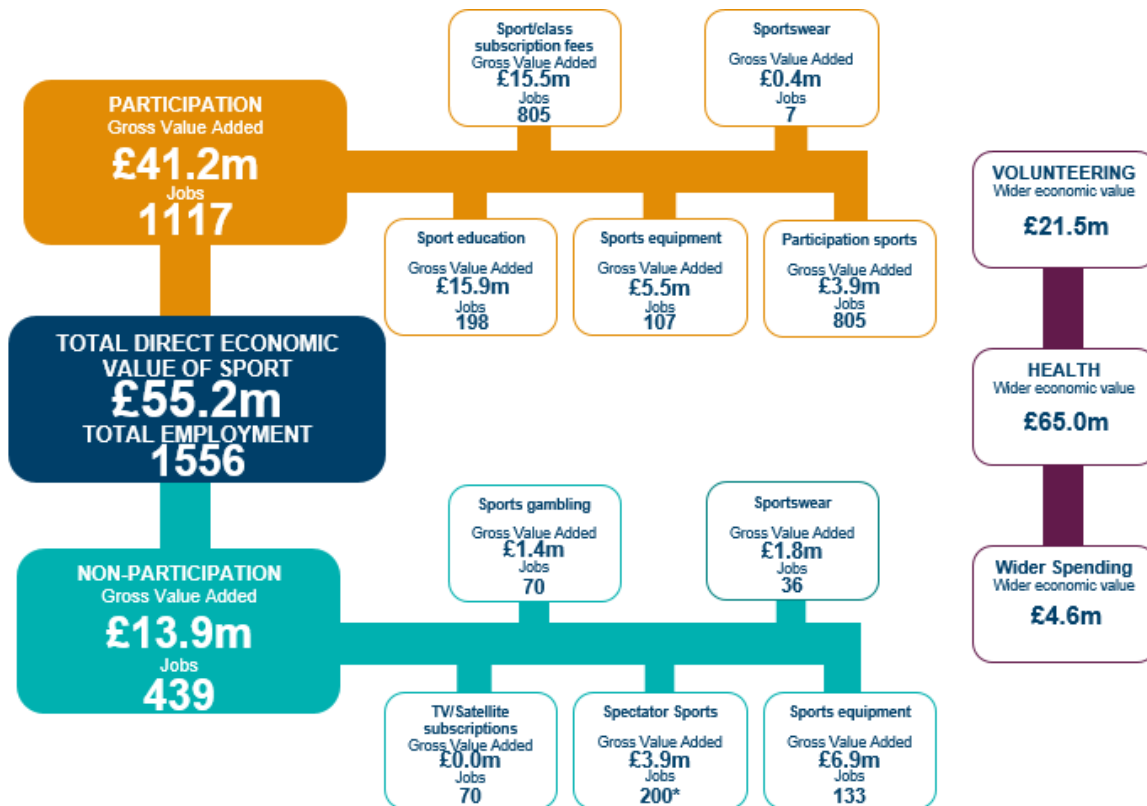 PARTICIPATION
Gross Value Added
£41.2m
Jobs
1117
Sport/class
subscription fees
Gross Value Added
£15.5m
Jobs
805
Sportswear
Gross Value Added
£0.4m
Jobs
7
Sport education
Gross Value Added
£15.9m
Jobs
198
Sports equipment
Gross Value Added
£5.5m
Jobs
107
Participation sports
Gross Value Added
£3.9m
Jobs
805
TOTAL DIRECT ECONOMIC
VALUE OF SPORT
£55.2m
TOTAL EMPLOYMENT
1556
NON-PARTICIPATION
Gross Value Added
£13.9m
Jobs
439
Sports gambling
Gross Value Added
£1.4m
Jobs
70
Sportswear
Gross Value Added
£1.8m
Jobs
36
TV/Satellite
subscriptions
Gross Value Added
£0.0m
Jobs
70
Spectator Sports
Gross Value Added
£3.9m
Jobs
200*
Sports equipment
Gross Value Added
£6.9m
Jobs
133
VOLUNTEERING
Wider economic value
£21.5m
HEALTH
Wider economic value
£65.0m
Wider Spending
Wider economic value
£4.6m